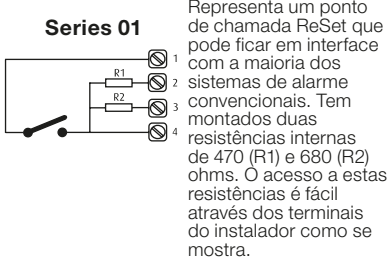 Series 01
R1
R2
1
2
3
4
Representa um ponto
de chamada ReSet que
pode ficar em interface
com a maioria dos
sistemas de alarme
convencionais. Tem
montados duas
resistências internas
de 470 (R1) e 680 (R2)
ohms. O acesso a estas
resistências é fácil
através dos terminais
do instalador como se
mostra.